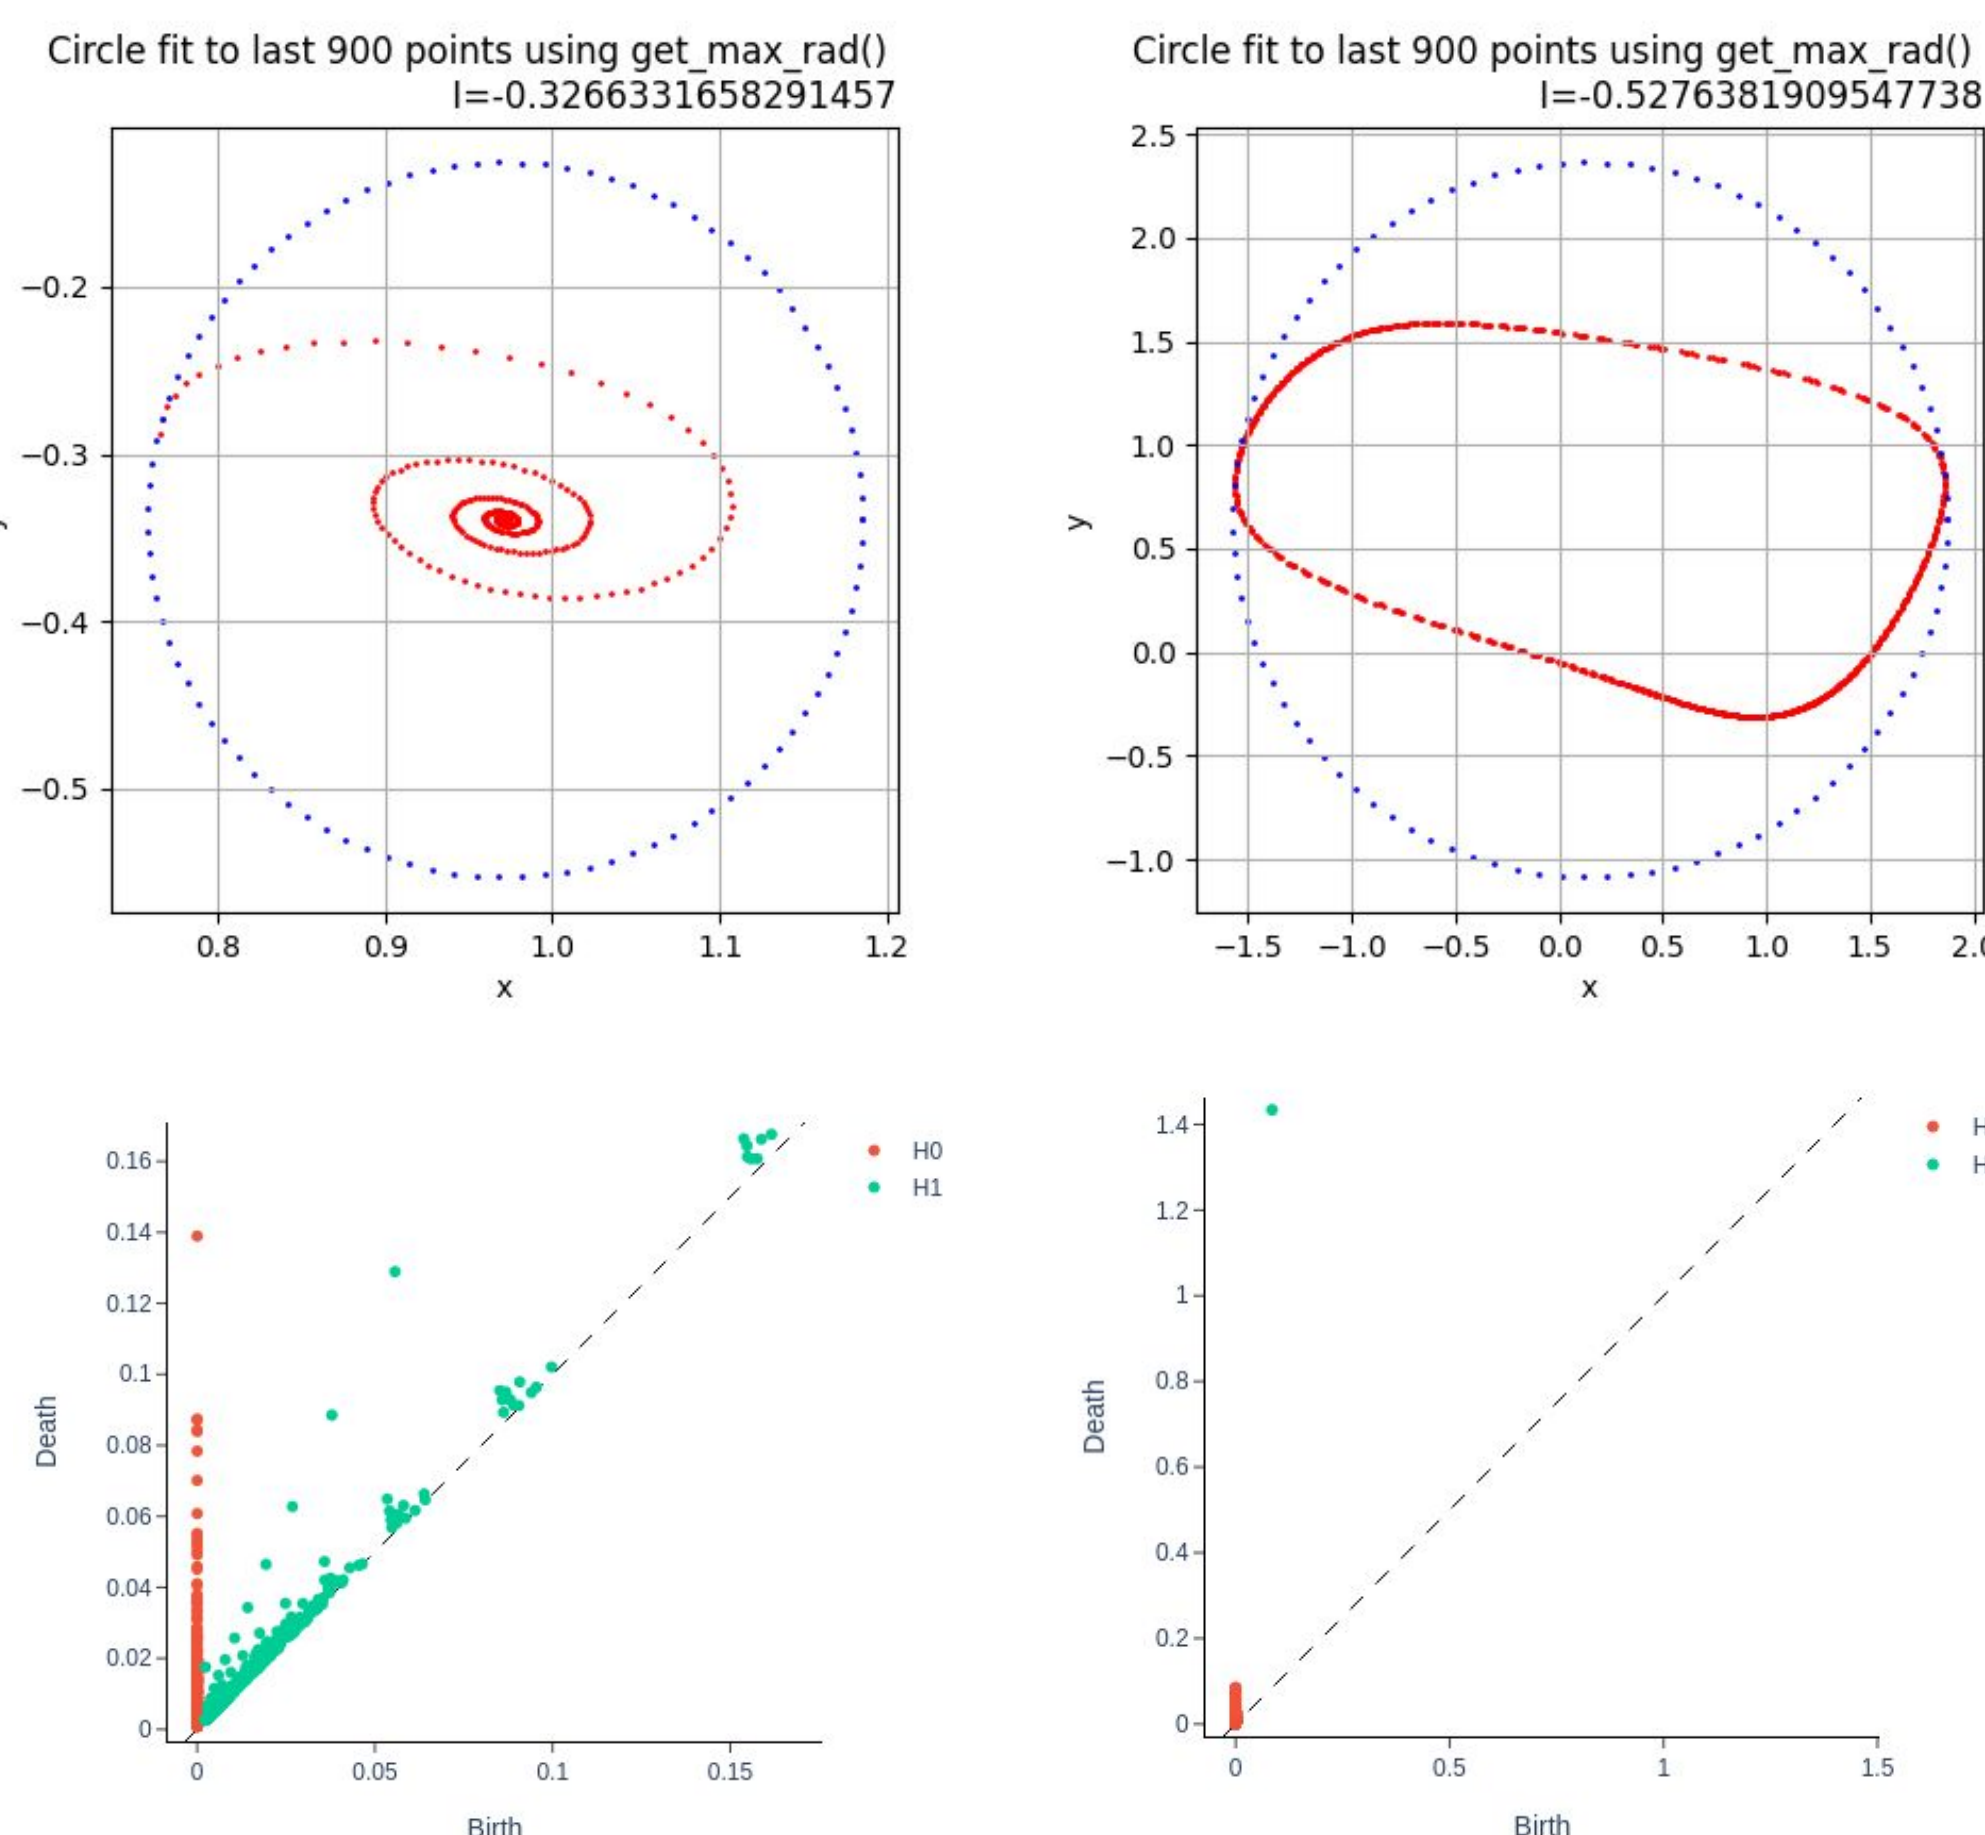 Circle fit to last 900 points using get_max_rad()
I=-0.3266331658291457
−0.2
−0.3
−0.4
−0.5
0.8 0.9 1.0 1.1 1.2
x
Circle fit to last 900 points using get_max_rad()
I=-0.5276381909547738
2.5
2.0
1.5
1.0
y
0.5
0.0
−0.5
−1.0
−1.5 −1.0 −0.5 0.0 0.5 1.0 1.5 2.0
x
H0
H1
0.16
0.14
0.12
0.1
Death
0.08
0.06
0.04
0.02
0
0 0.05 0.1 0.15
Birth
H
H
1.4
1.2
1
Death
0.8
0.6
0.4
0.2
0
0 0.5 1 1.5
Birth